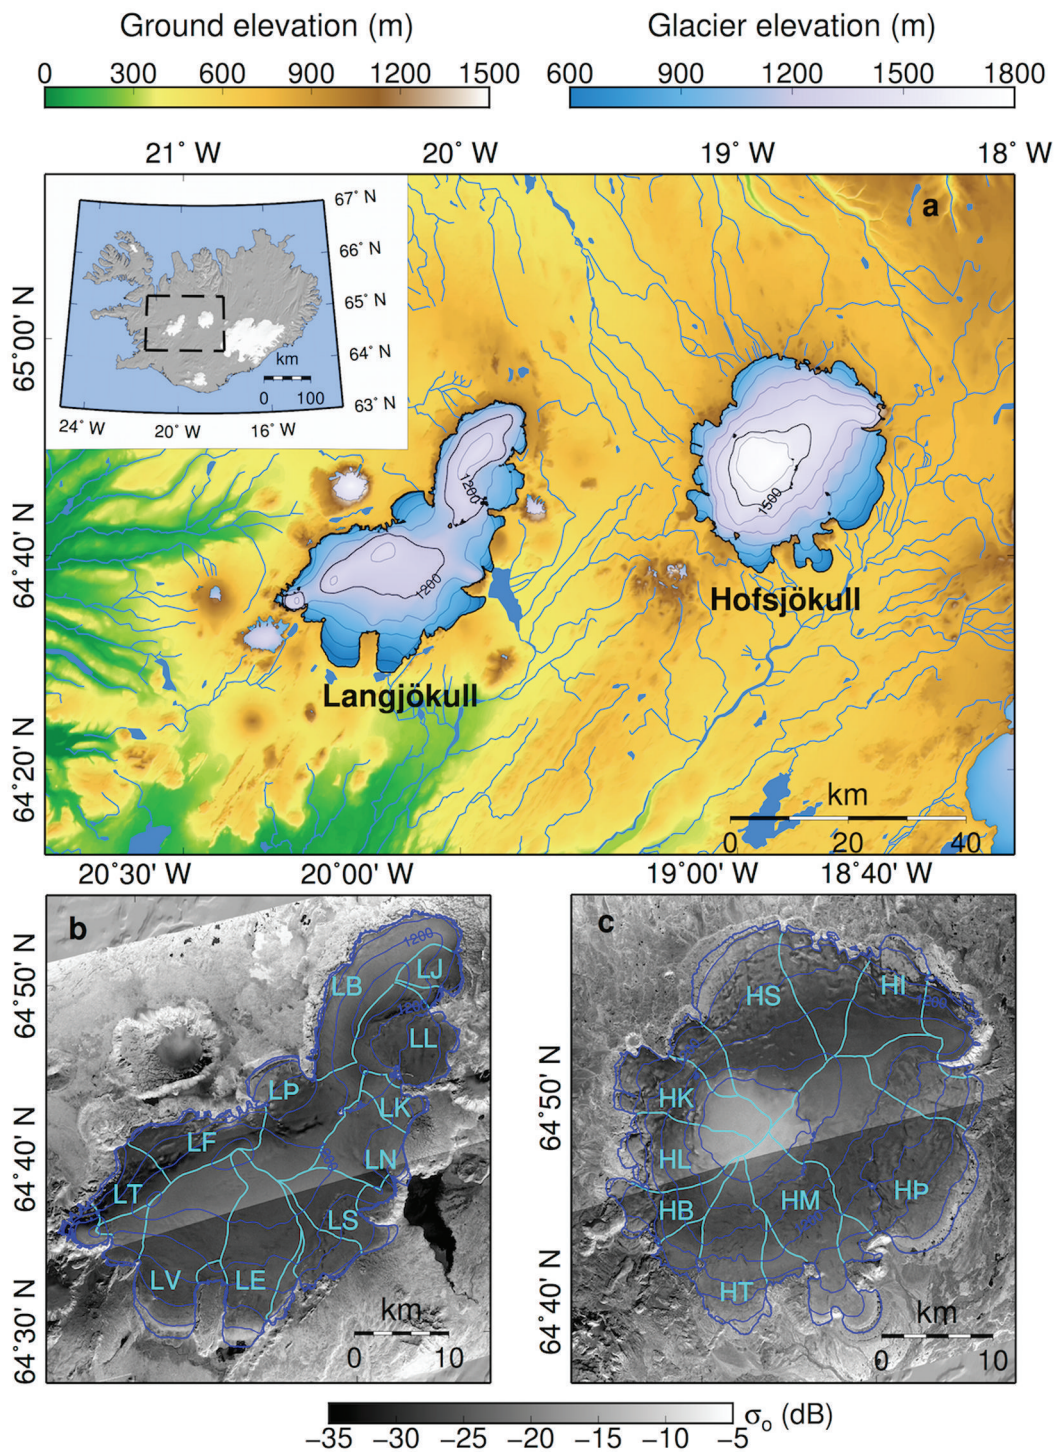 Ground elevation (m)
Glacier elevation (m)
0 300 600 900 1200 1500
600 900 1200 1500 1800
21° W 20° W 19° W 18° W
a
67° N
66° N
65° N
64° N
63° N
km
0 100
24° W 20° W 16° W
65°00' N
64°40' N
64°20' N
1200
1200
1500
Langjökull
Hofsjökull
km
0 20 40
20°30' W 20°00' W
19°00' W 18°40' W
b
c
64°50' N
64°40' N
64°30' N
1200
LB
LJ
LL
LÞ
LK
LF
LN
LT
LS
LV
LE
km
0 10
64°50' N
64°40' N
HS
HI
1200
HK
HL
HB
HM
HÞ
HT
km
0 10
σo (dB)
−35 −30 −25 −20 −15 −10 −5